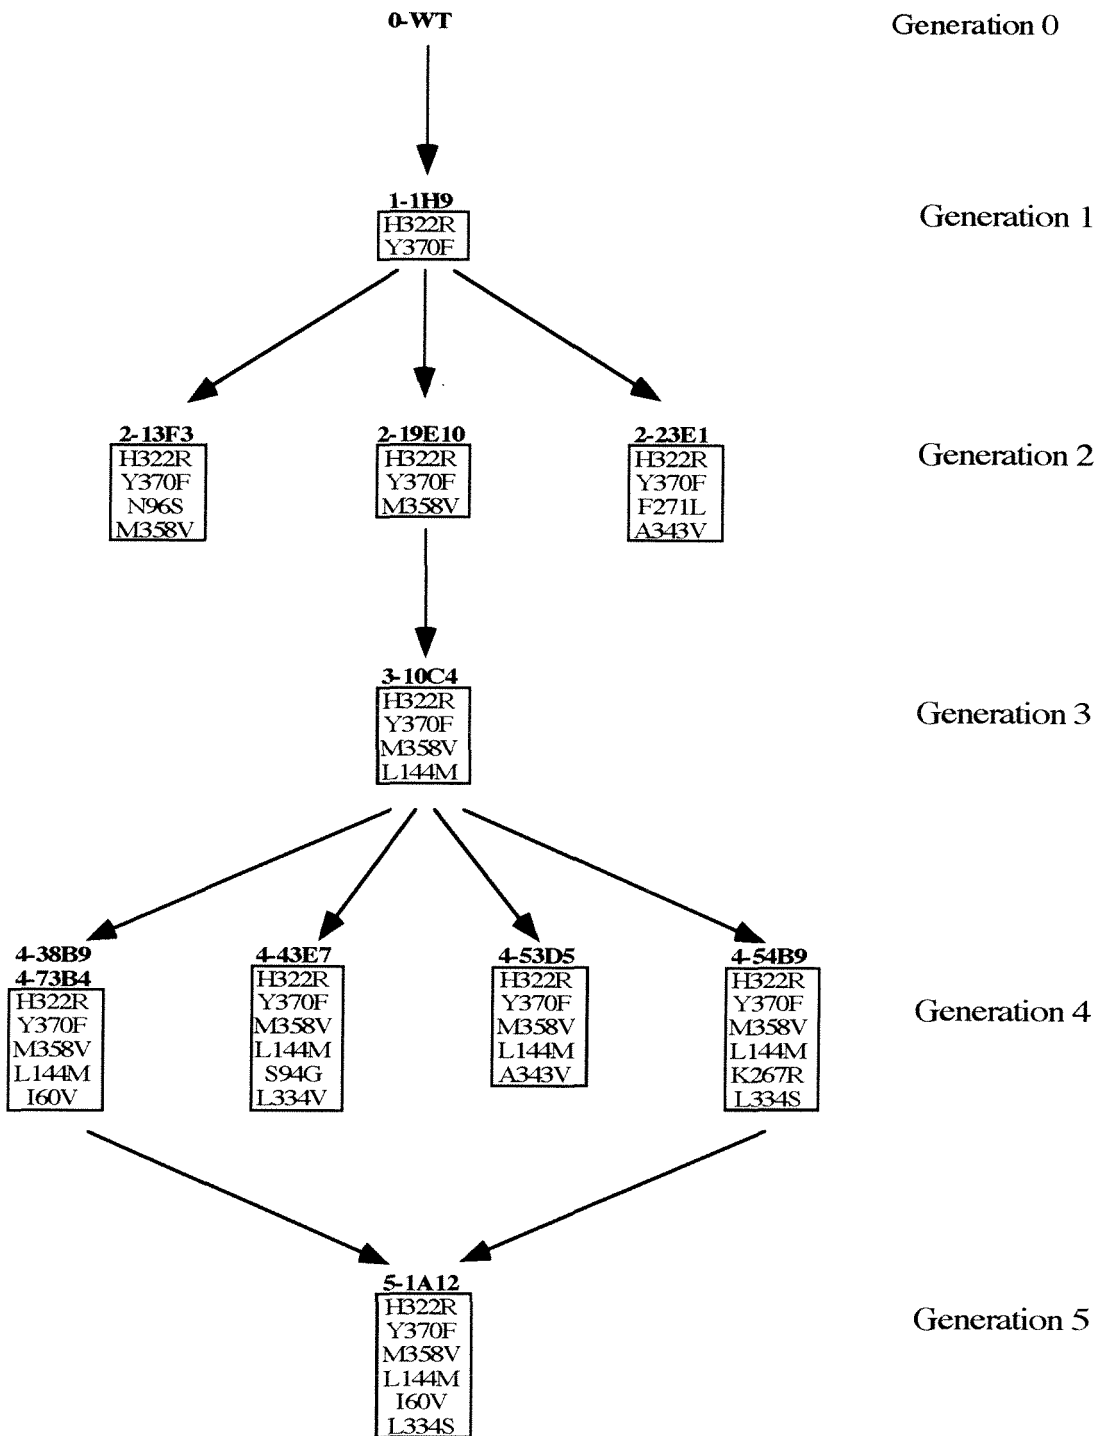 0-WT
Generation 0
1-1H9
H322R
Y370F
Generation 1
2-13F3
H322R
Y370F
N96S
M358V
2-19E10
H322R
Y370F
M358V
2-23E1
H322R
Y370F
F271L
A343V
Generation 2
3-10C4
H322R
Y370F
M358V
L144M
Generation 3
4-38B9
4-73B4
H322R
Y370F
M358V
L144M
I60V
4-43E7
H322R
Y370F
M358V
L144M
S94G
L334V
4-53D5
H322R
Y370F
M358V
L144M
A343V
4-54B9
H322R
Y370F
M358V
L144M
K267R
L334S
Generation 4
5-1A12
H322R
Y370F
M358V
L144M
I60V
L334S
Generation 5